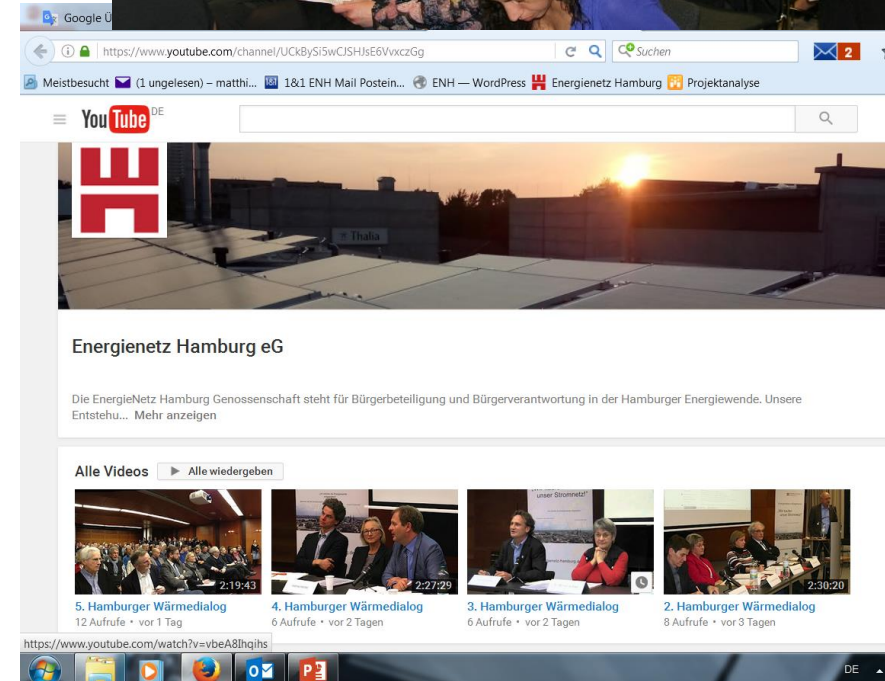 Google Ü
https://www.youtube.com/channel/UCkBySi5wCJSHJsE6VvxczGg
Suchen
2
Meistbesucht (1 ungelesen) – matthi... 1&1 ENH Mail Postein... ENH — WordPress Energienetz Hamburg Projektanalyse
YouTube DE
Thalia
Energienetz Hamburg eG
Die EnergieNetz Hamburg Genossenschaft steht für Bürgerbeteiligung und Bürgerverantwortung in der Hamburger Energiewende. Unsere
Entstehu... Mehr anzeigen
Alle Videos Alle wiedergeben
unser Stromnetz!"
2:19:43 2:27:29 2:30:20
5. Hamburger Wärmedialog 4. Hamburger Wärmedialog 3. Hamburger Wärmedialog 2. Hamburger Wärmedialog
12 Aufrufe • vor 1 Tag 6 Aufrufe • vor 2 Tagen 6 Aufrufe • vor 2 Tagen 8 Aufrufe • vor 3 Tagen
https://www.youtube.com/watch?v=vbeA8Ihqihs
DE